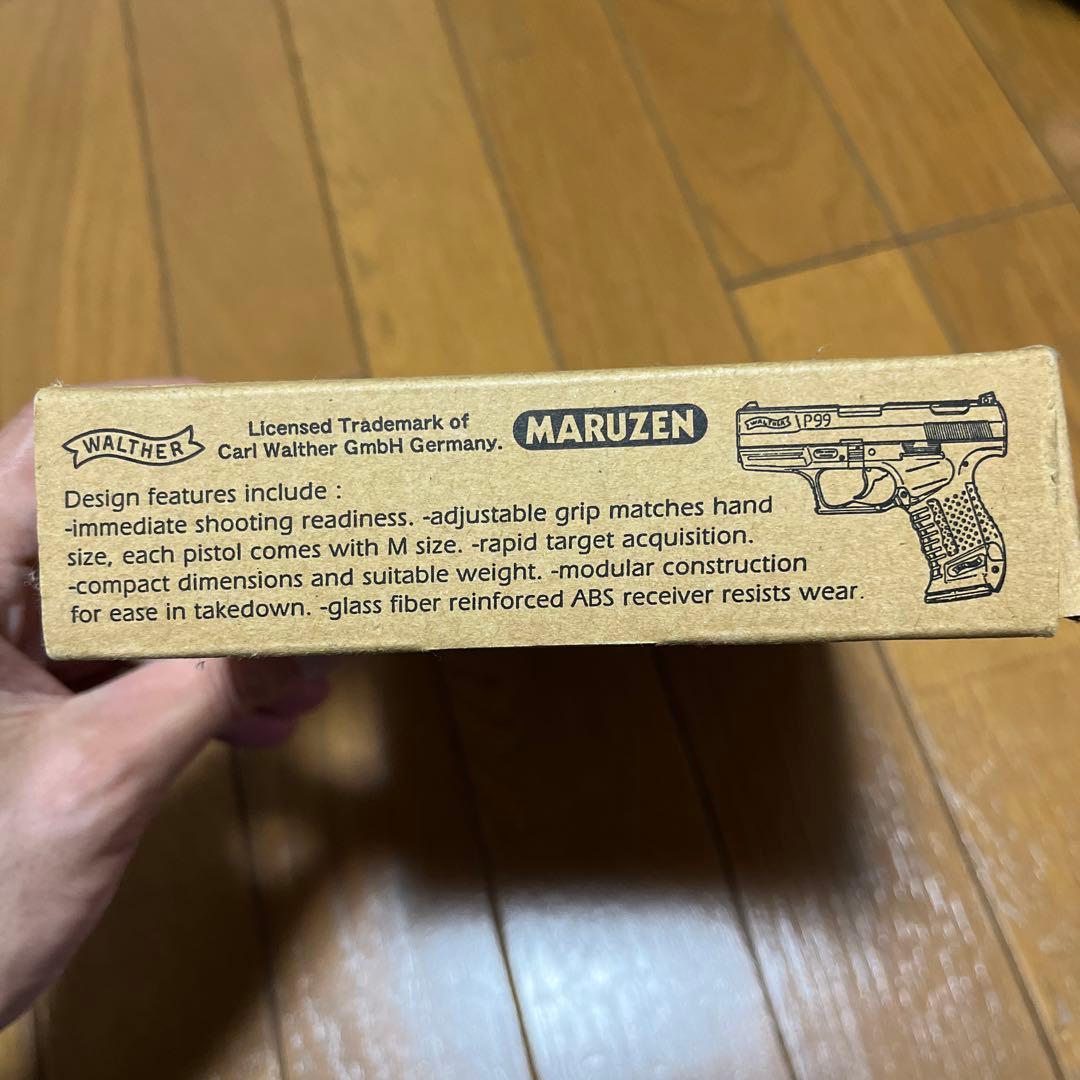 WALTHER
Licensed Trademark of
Carl Walther GmbH Germany.
MARUZEN
WALTHER P99
Design features include :
-immediate shooting readiness. -adjustable grip matches hand
size, each pistol comes with M size. -rapid target acquisition.
-compact dimensions and suitable weight. -modular construction
for ease in takedown. -glass fiber reinforced ABS receiver resists wear.